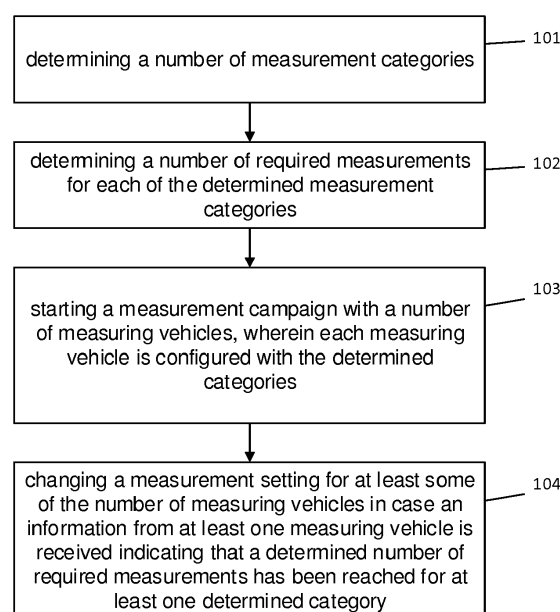 determining a number of measurement categories
101
determining a number of required measurements
for each of the determined measurement
categories
102
starting a measurement campaign with a number
of measuring vehicles, wherein each measuring
vehicle is configured with the determined
categories
103
changing a measurement setting for at least some
of the number of measuring vehicles in case an
information from at least one measuring vehicle is
received indicating that a determined number of
required measurements has been reached for at
least one determined category
104